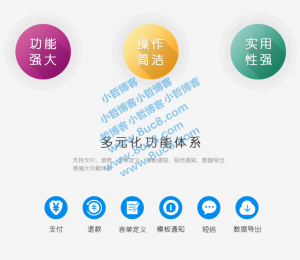 功能
强大
操作
简洁
实用
性强
小哲博客 小哲博客
www.8uc8.com
小哲博客 小哲博客
www.8uc8.com
多元化功能体系
支持支付、退款、表单定义、模板通知、短信通知、数据导出
等强大功能体系
支付
退款
表单定义
模板通知
短信
数据导出